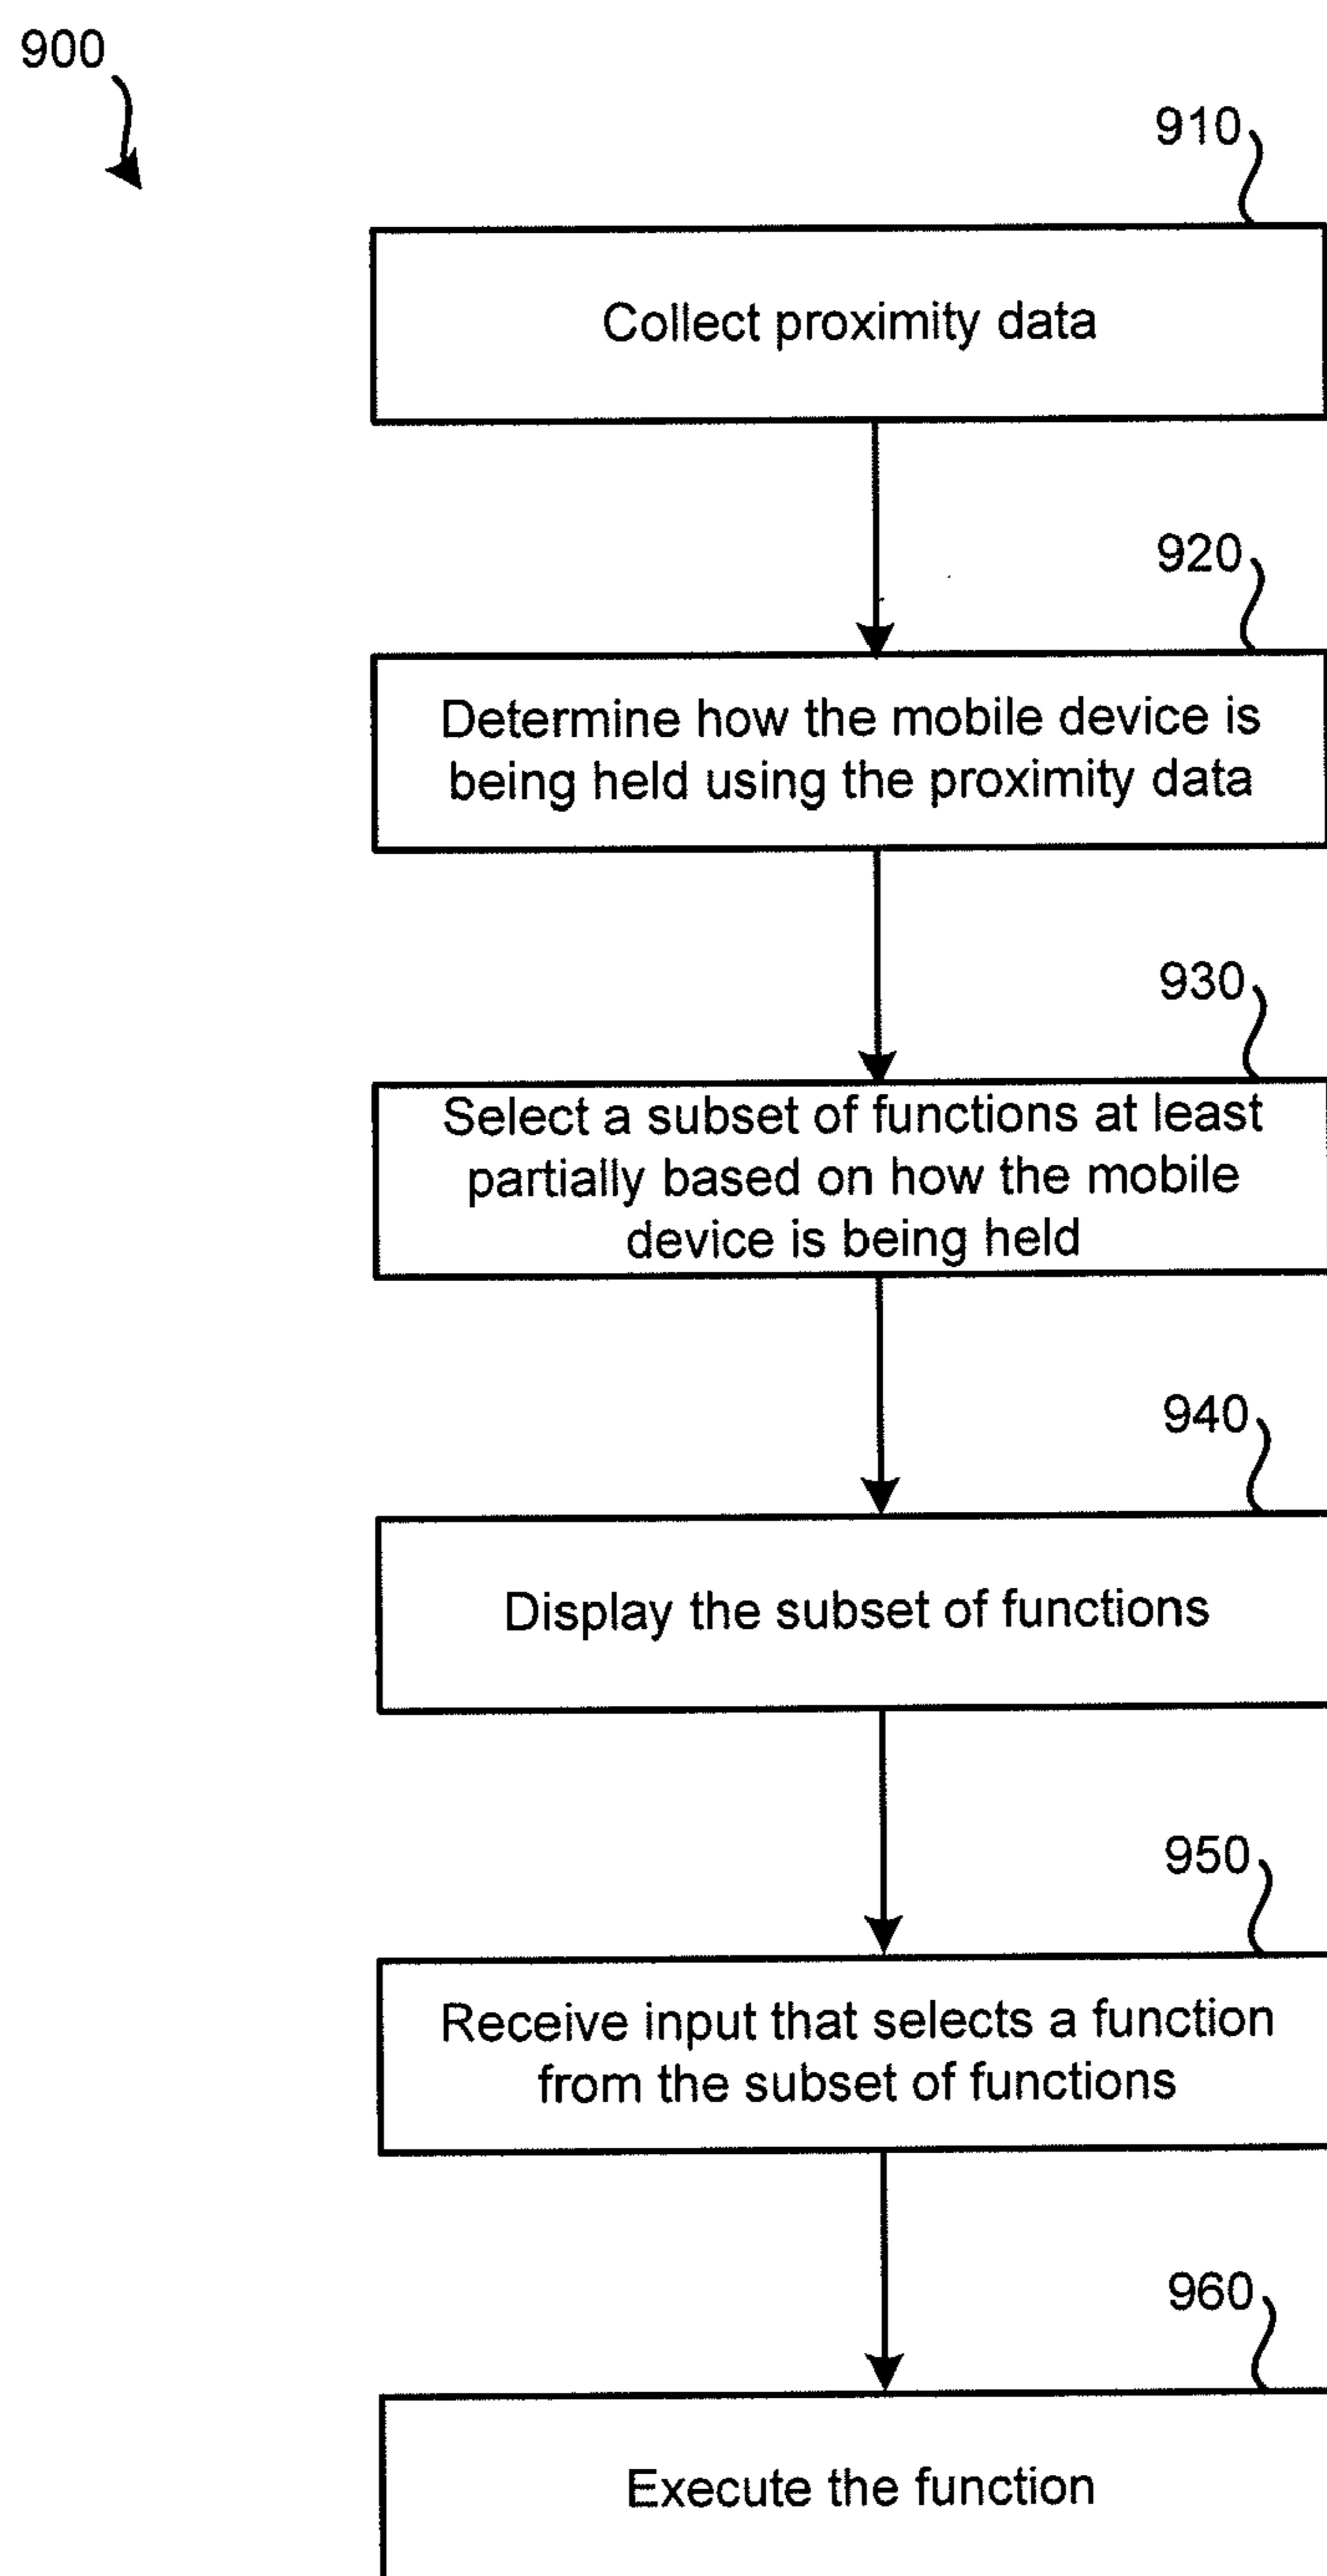 900
910
Collect proximity data
920
Determine how the mobile device is
being held using the proximity data
930
Select a subset of functions at least
partially based on how the mobile
device is being held
940
Display the subset of functions
950
Receive input that selects a function
from the subset of functions
960
Execute the function